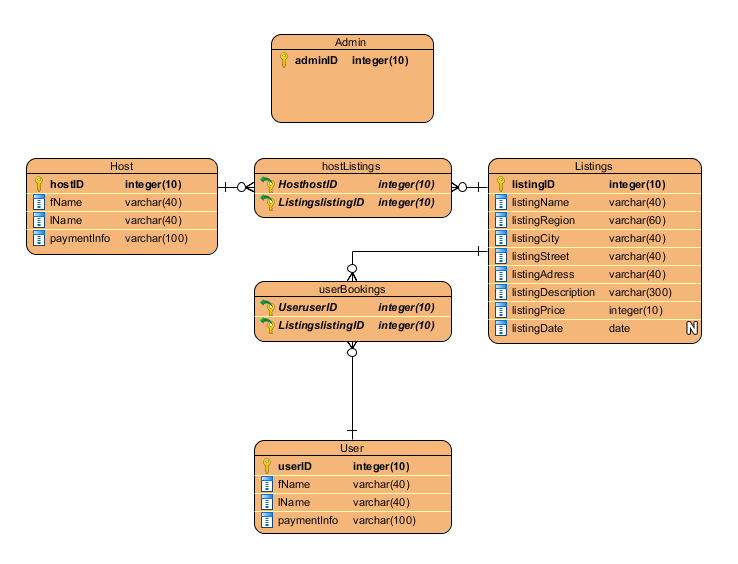 Admin
adminID integer(10)
Host
hostID integer(10)
fName varchar(40)
lName varchar(40)
paymentInfo varchar(100)
hostListings
HosthostID integer(10)
ListingslistingID integer(10)
Listings
listingID integer(10)
listingName varchar(40)
listingRegion varchar(60)
listingCity varchar(40)
listingStreet varchar(40)
listingAdress varchar(40)
listingDescription varchar(300)
listingPrice integer(10)
listingDate date N
userBookings
UseruserID integer(10)
ListingslistingID integer(10)
User
userID integer(10)
fName varchar(40)
lName varchar(40)
paymentInfo varchar(100)